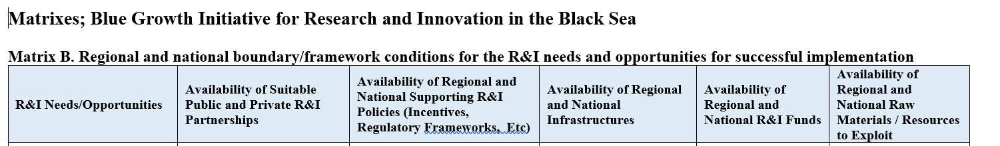 Matrixes; Blue Growth Initiative for Research and Innovation in the Black Sea
Matrix B. Regional and national boundary/framework conditions for the R&I needs and opportunities for successful implementation
R&I Needs/Opportunities
Availability of Suitable
Public and Private R&I
Partnerships
Availability of Regional and
National Supporting R&I
Policies (Incentives,
Regulatory Frameworks, Etc)
Availability of Regional
and National
Infrastructures
Availability of
Regional and
National R&I Funds
Availability of
Regional and
National Raw
Materials / Resources
to Exploit